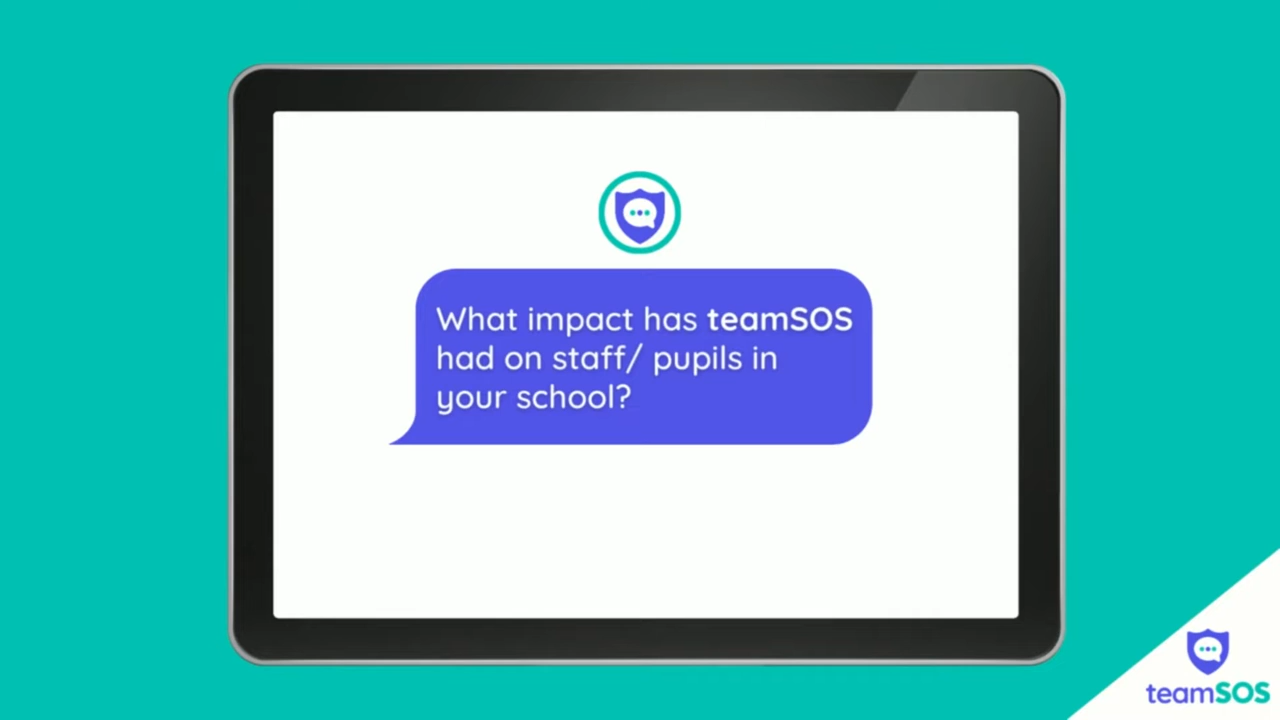 What impact has teamSOS
had on staff/ pupils in
your school?
teamSOS